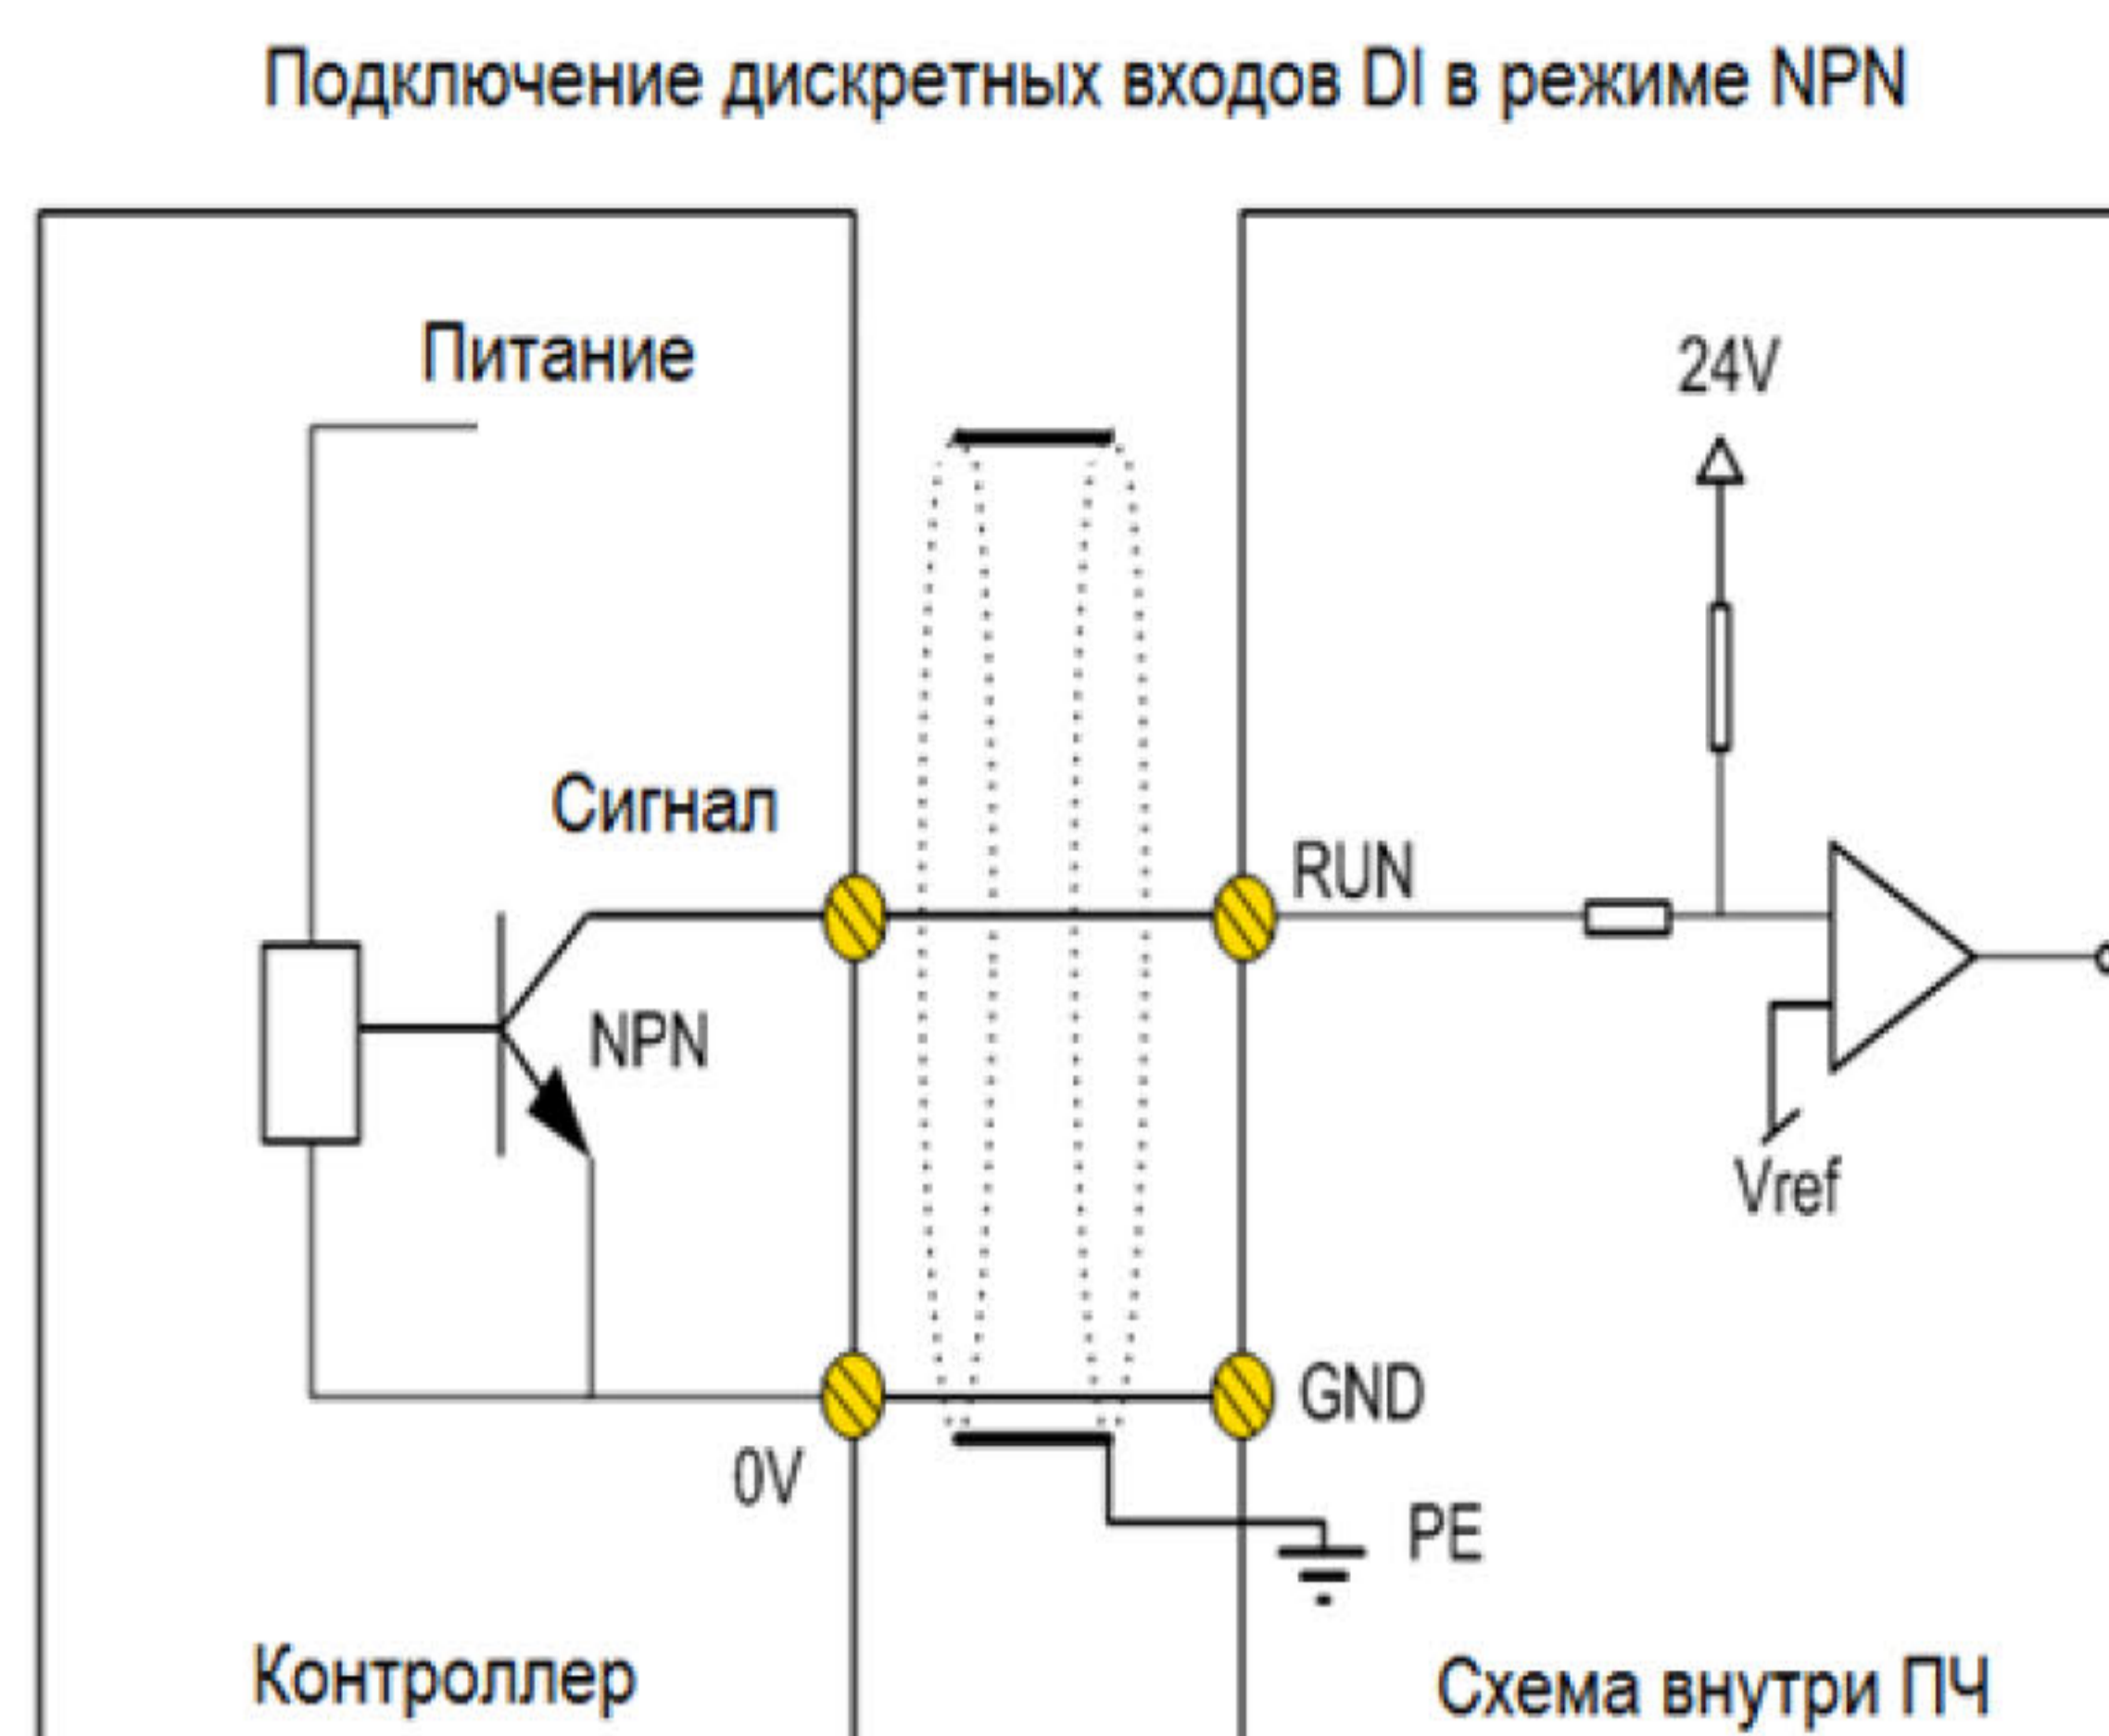 Подключение дискретных входов DI в режиме NPN
Питание
24V
Сигнал
RUN
NPN
Vref
GND
0V
PE
Контроллер
Схема внутри ПЧ